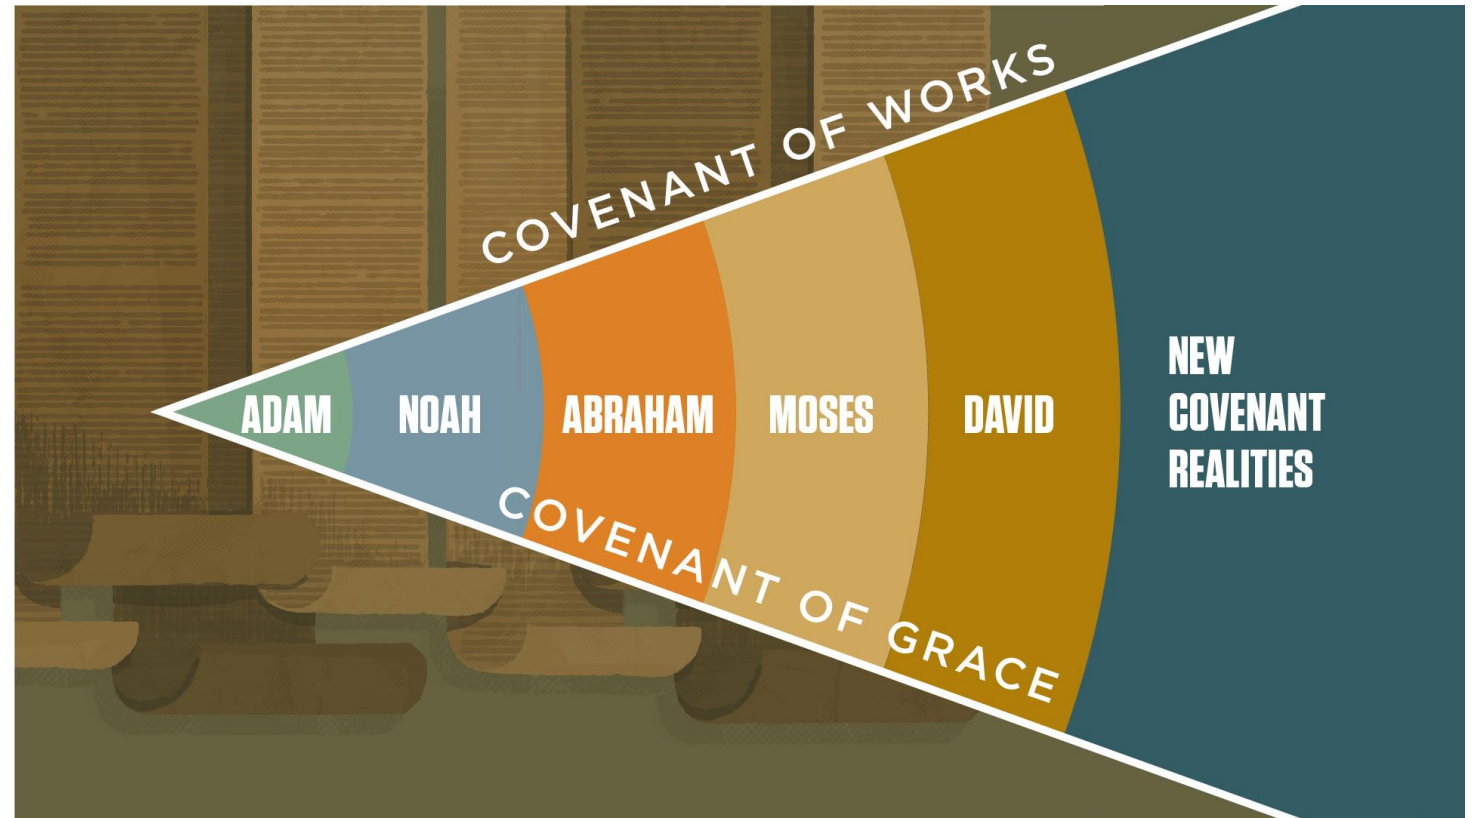 COVENANT OF WORKS
ADAM
NOAH
ABRAHAM
MOSES
DAVID
NEW
COVENANT
REALITIES
COVENANT OF GRACE